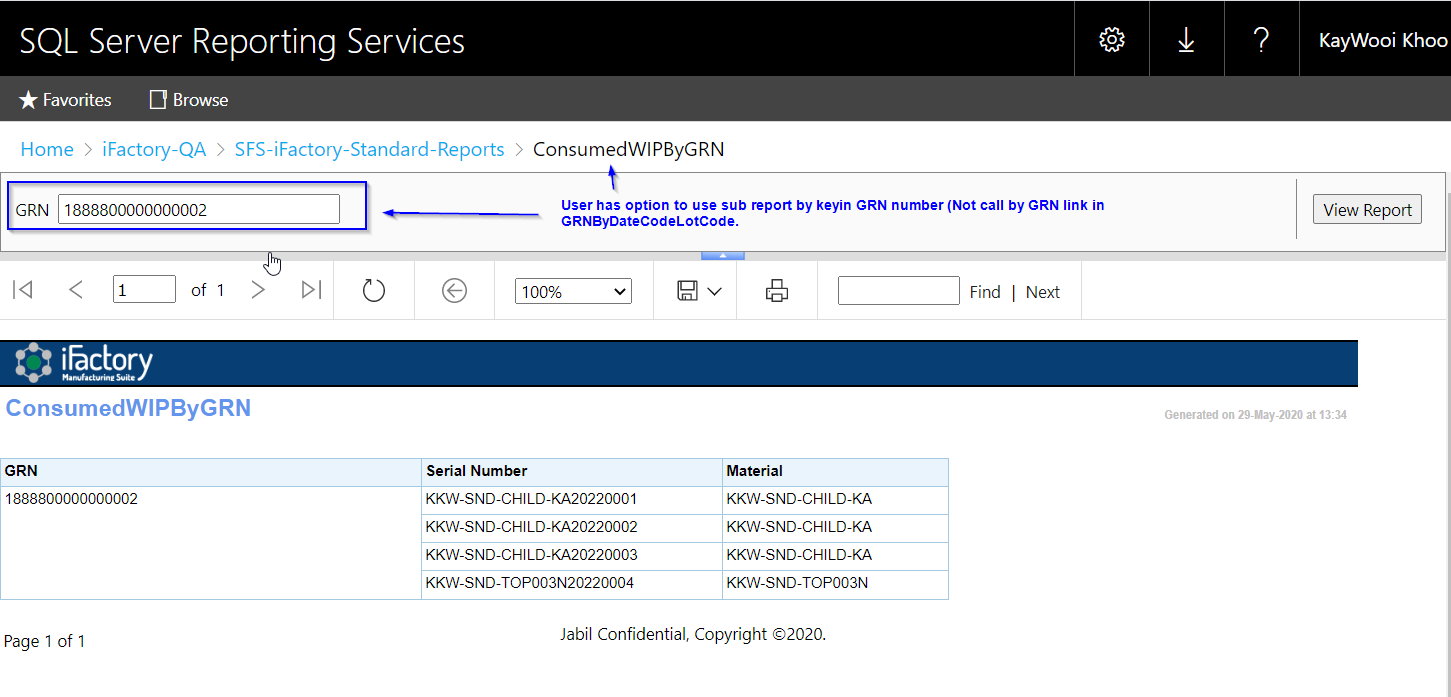 SQL Server Reporting Services
?
KayWooi Khoo
Favorites
Browse
Home > iFactory-QA > SFS-iFactory-Standard-Reports > ConsumedWIPByGRN
GRN 1888800000000002
User has option to use sub report by keyin GRN number (Not call by GRN link in
GRNByDateCodeLotCode.
View Report
1 of 1
100%
Find | Next
iFactory
Manufacturing Suite
ConsumedWIPByGRN
Generated on 29-May-2020 at 13:34
GRN Serial Number Material
1888800000000002 KKW-SND-CHILD-KA20220001 KKW-SND-CHILD-KA
KKW-SND-CHILD-KA20220002 KKW-SND-CHILD-KA
KKW-SND-CHILD-KA20220003 KKW-SND-CHILD-KA
KKW-SND-TOP003N20220004 KKW-SND-TOP003N
Jabil Confidential, Copyright ©2020.
Page 1 of 1